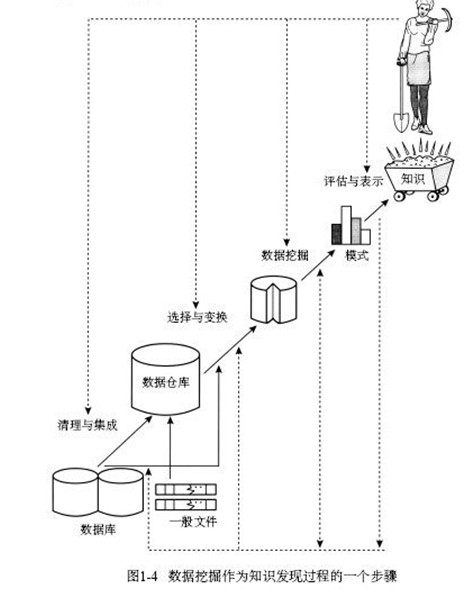 知识
评估与表示
模式
数据挖掘
选择与变换
数据仓库
清理与集成
数据库
一般文件
图1-4 数据挖掘作为知识发现过程的一个步骤